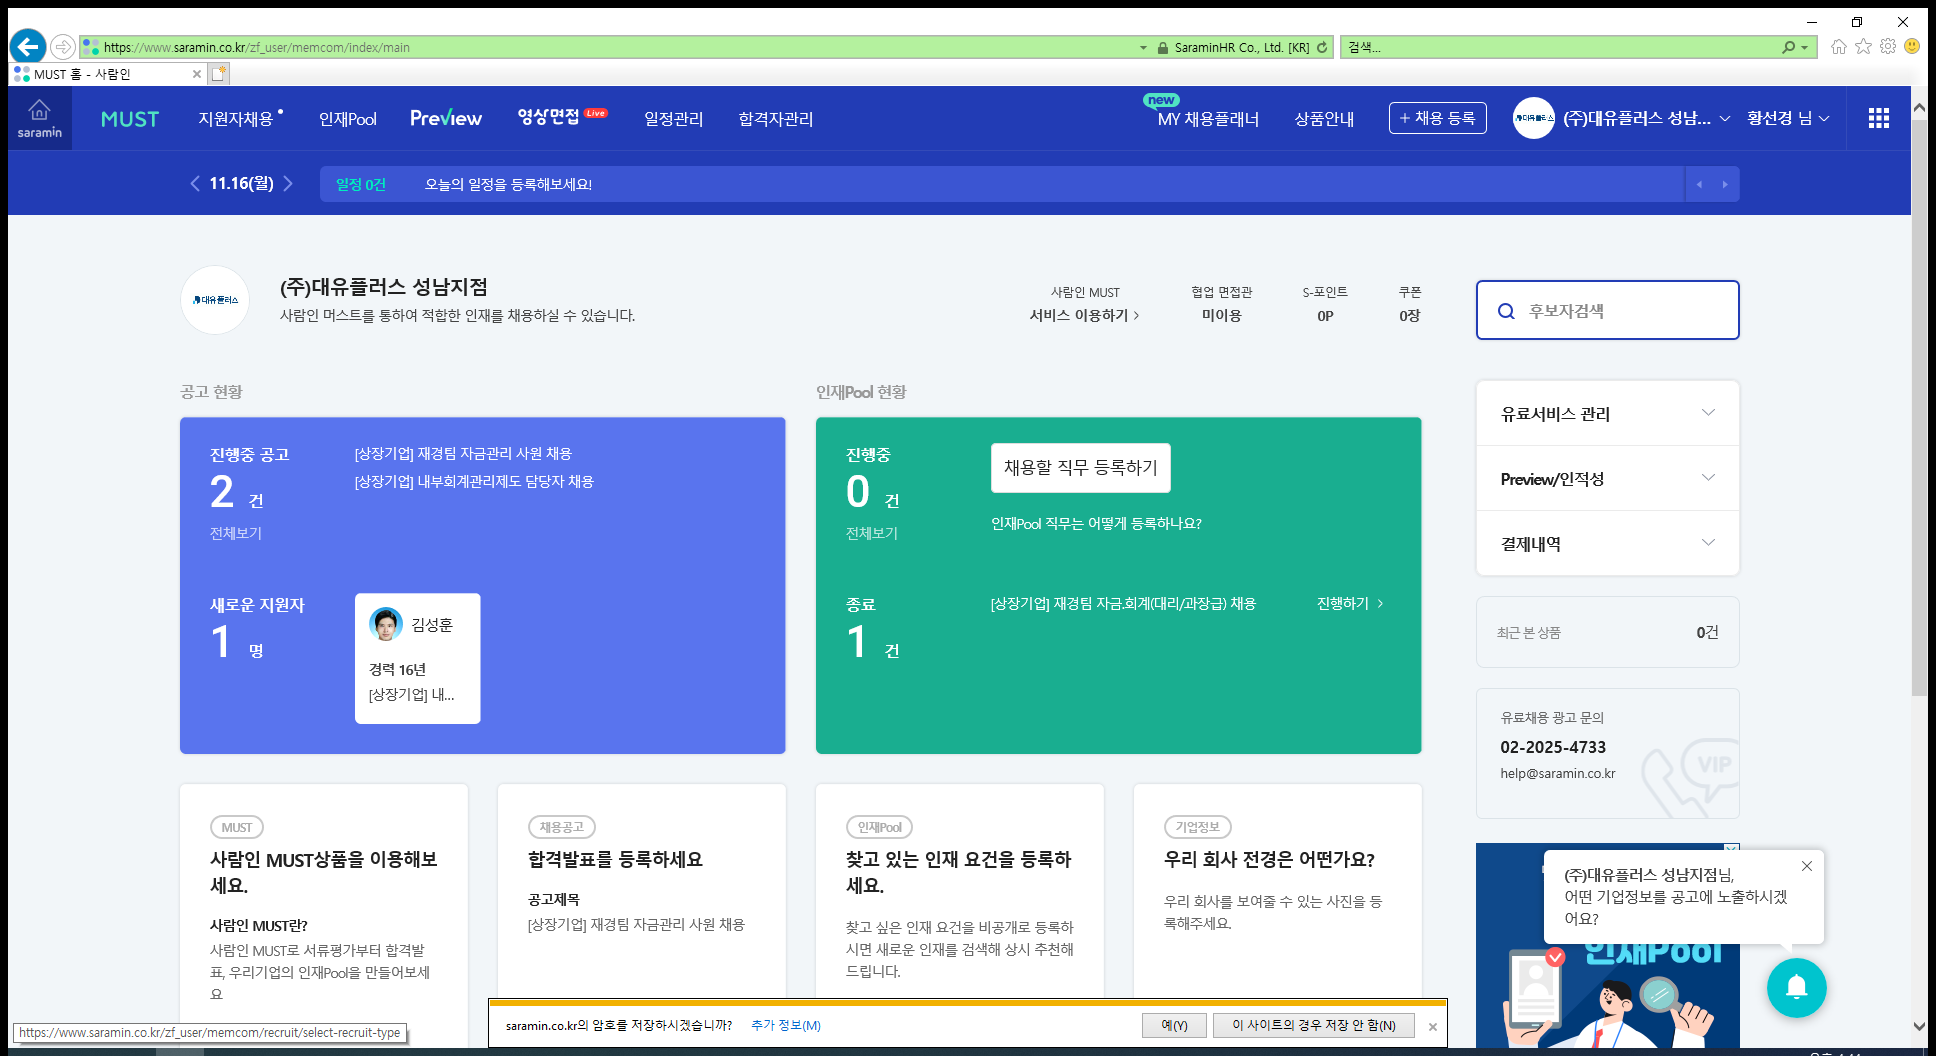 https://www.saramin.co.kr/zf_user/memcom/index/main
SaraminHR Co., Ltd. [KR]
검색...
MUST 홈 - 사람인
saramin
MUST
지원자채용
인재Pool
Preview
영상면접 Live
일정관리
합격자관리
new
MY 채용플래너
상품안내
+ 채용 등록
대유플러스
(주)대유플러스 성남...
황선경 님
11.16(월)
일정 0건
오늘의 일정을 등록해보세요!
대유플러스
(주)대유플러스 성남지점
사람인 머스트를 통하여 적합한 인재를 채용하실 수 있습니다.
사람인 MUST
서비스 이용하기
협업 면접관
미이용
S-포인트
0P
쿠폰
0장
후보자검색
공고 현황
진행중 공고
2 건
전체보기
[상장기업] 재경팀 자금관리 사원 채용
[상장기업] 내부회계관리제도 담당자 채용
새로운 지원자
1 명
김성훈
경력 16년
[상장기업] 내...
인재Pool 현황
진행중
0 건
전체보기
채용할 직무 등록하기
인재Pool 직무는 어떻게 등록하나요?
종료
1 건
[상장기업] 재경팀 자금.회계(대리/과장급) 채용
진행하기
유료서비스 관리
Preview/인적성
결제내역
최근 본 상품
0건
유료채용 광고 문의
02-2025-4733
help@saramin.co.kr
VIP
MUST
사람인 MUST상품을 이용해보
세요.
사람인 MUST란?
사람인 MUST로 서류평가부터 합격발
표, 우리기업의 인재Pool을 만들어보세
요
채용공고
합격발표를 등록하세요
공고제목
[상장기업] 재경팀 자금관리 사원 채용
인재Pool
찾고 있는 인재 요건을 등록하
세요.
찾고 싶은 인재 요건을 비공개로 등록하
시면 새로운 인재를 검색해 상시 추천해
드립니다.
기업정보
우리 회사 전경은 어떤가요?
우리 회사를 보여줄 수 있는 사진을 등
록해주세요.
(주)대유플러스 성남지점님,
어떤 기업정보를 공고에 노출하시겠
어요?
인재Pool
saramin.co.kr의 암호를 저장하시겠습니까?
추가 정보(M)
예(Y)
이 사이트의 경우 저장 안 함(N)
https://www.saramin.co.kr/zf_user/memcom/recruit/select-recruit-type